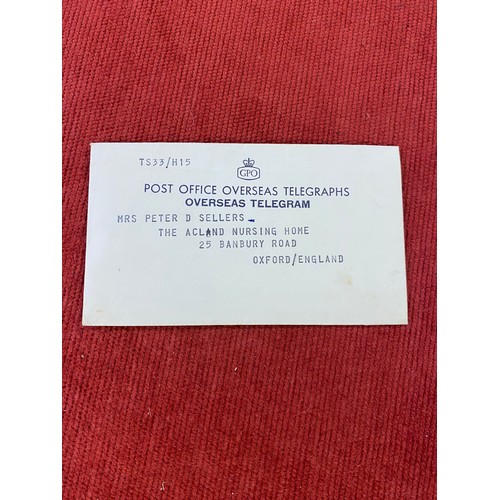 TS33/H15
GPO
POST OFFICE OVERSEAS TELEGRAPHS
OVERSEAS TELEGRAM
MRS PETER D SELLERS
THE ACLAND NURSING HOME
25 BANBURY ROAD
OXFORD/ENGLAND